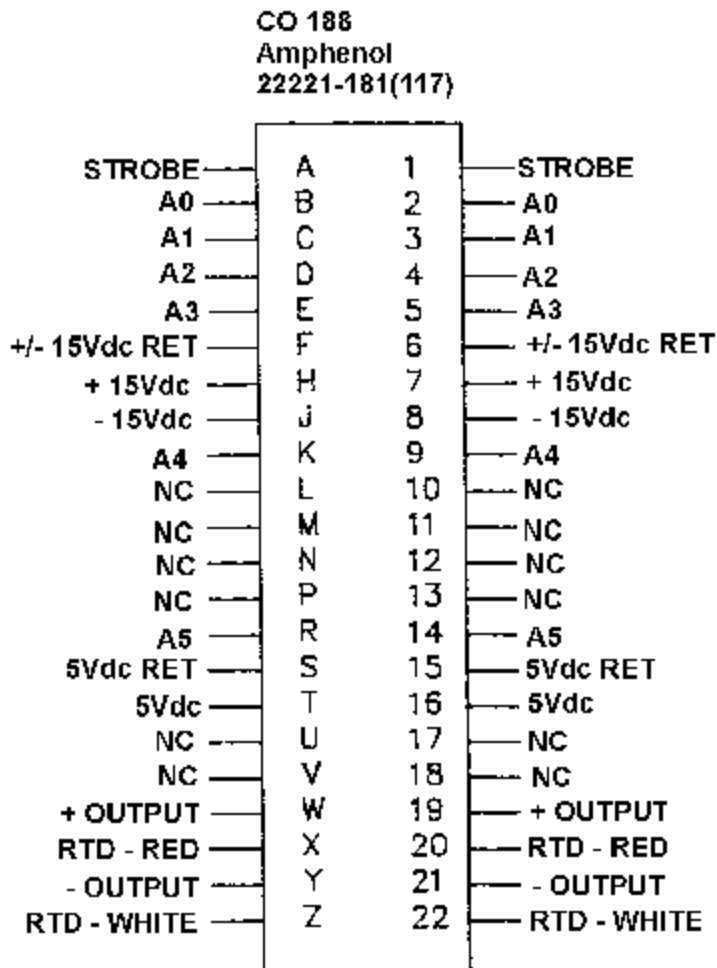 CO 188
Amphenol
22221-181(117)
STROBE A 1 STROBE
A0 B 2 A0
A1 C 3 A1
A2 D 4 A2
A3 E 5 A3
+/- 15Vdc RET F 6 +/- 15Vdc RET
+ 15Vdc H 7 + 15Vdc
- 15Vdc J 8 - 15Vdc
A4 K 9 A4
NC L 10 NC
NC M 11 NC
NC N 12 NC
NC P 13 NC
A5 R 14 A5
5Vdc RET S 15 5Vdc RET
5Vdc T 16 5Vdc
NC U 17 NC
NC V 18 NC
+ OUTPUT W 19 + OUTPUT
RTD - RED X 20 RTD - RED
- OUTPUT Y 21 - OUTPUT
RTD - WHITE Z 22 RTD - WHITE